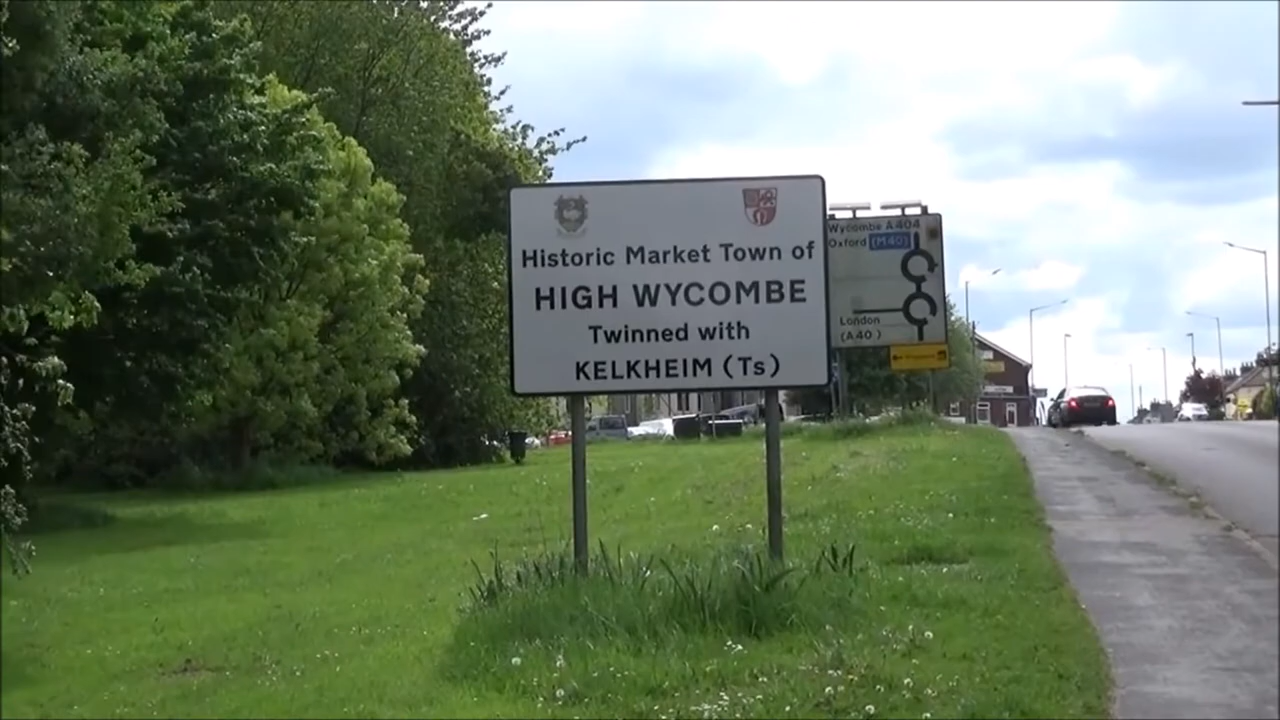 Historic Market Town of
HIGH WYCOMBE
Twinned with
KELKHEIM (Ts)
Wycombe A404
Oxford (M40)
London
(A40)